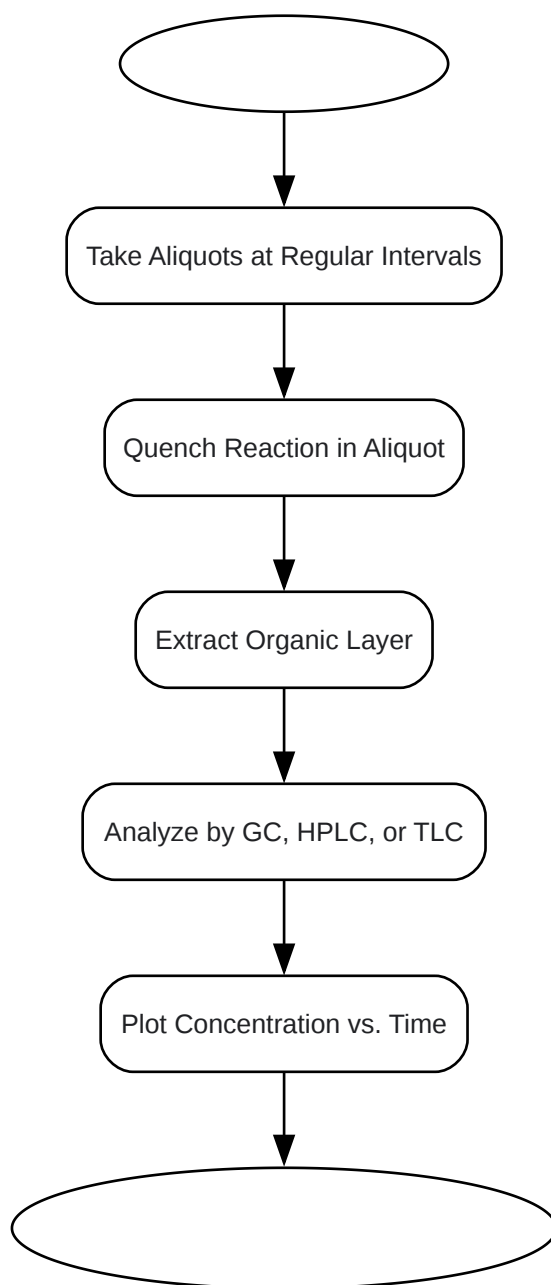 Take Aliquots at Regular Intervals
Quench Reaction in Aliquot
Extract Organic Layer
Analyze by GC, HPLC, or TLC
Plot Concentration vs. Time